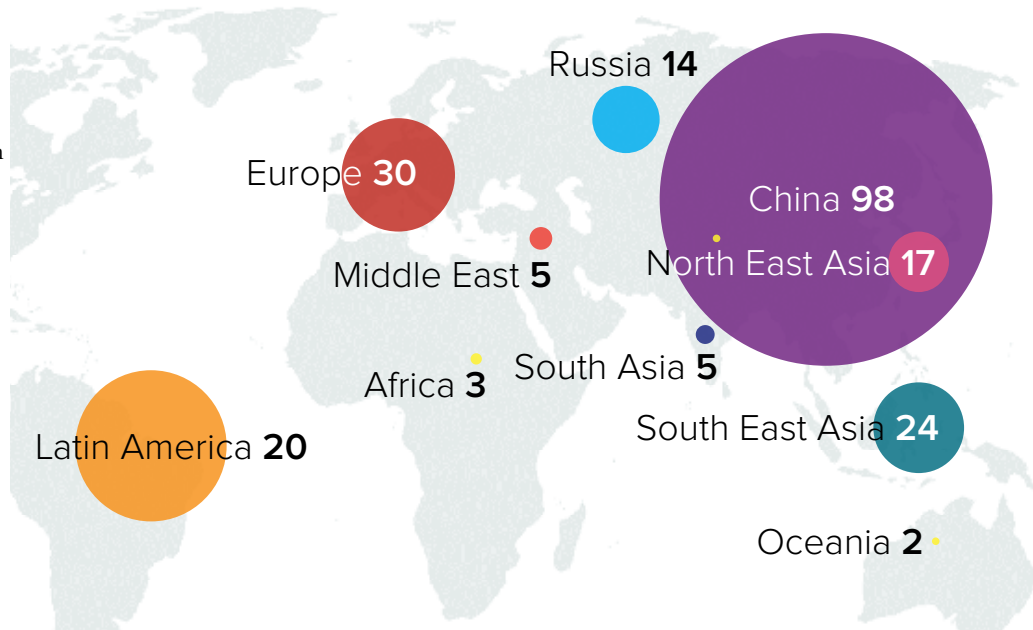 Russia 14
Europe 30
China 98
North East Asia 17
Middle East 5
South Asia 5
Africa 3
South East Asia 24
Latin America 20
Oceania 2